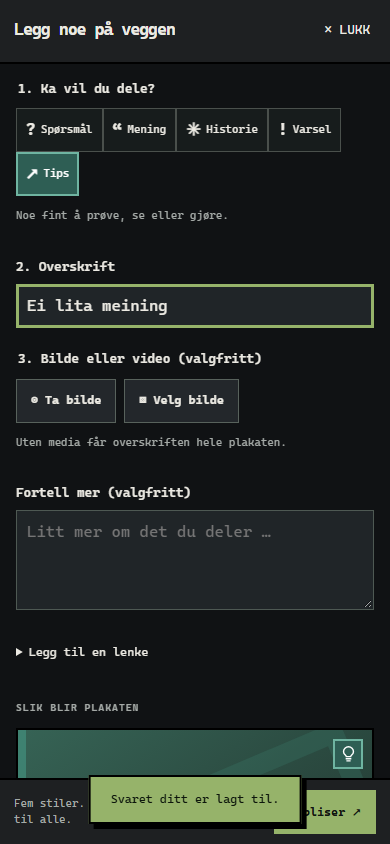 Legg noe på veggen
× LUKK
1. Ka vil du dele?
? Spørsmål
“ Mening
✳ Historie
! Varsel
↗ Tips
Noe fint å prøve, se eller gjøre.
2. Overskrift
Ei lita meining
3. Bilde eller video (valgfritt)
Ta bilde
Velg bilde
Uten media får overskriften hele plakaten.
Fortell mer (valgfritt)
Litt mer om det du deler …
▶ Legg til en lenke
SLIK BLIR PLAKATEN
Fem stiler.
til alle.
Svaret ditt er lagt til.